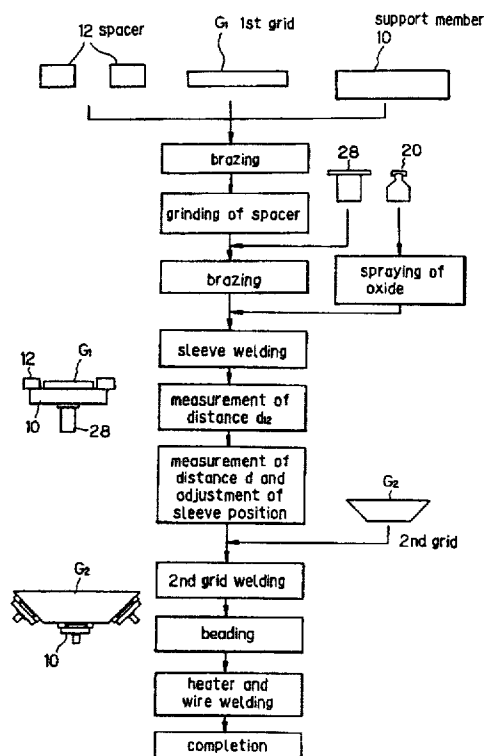 12 spacer
G1 1st grid
support member
10
brazing
28
20
grinding of spacer
brazing
spraying of
oxide
sleeve welding
12
G1
10
28
measurement of
distance d12
measurement of
distance d and
adjustment of
sleeve position
G2
2nd grid
G2
10
2nd grid welding
beading
heater and
wire welding
completion